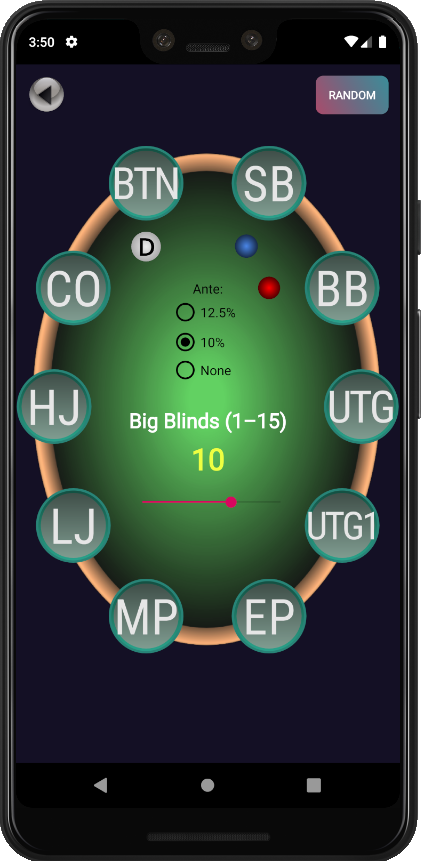 3:50
RANDOM
BTN SB
D
CO BB
Ante:
12.5%
10%
None
HJ UTG
Big Blinds (1–15)
10
LJ UTG1
MP EP